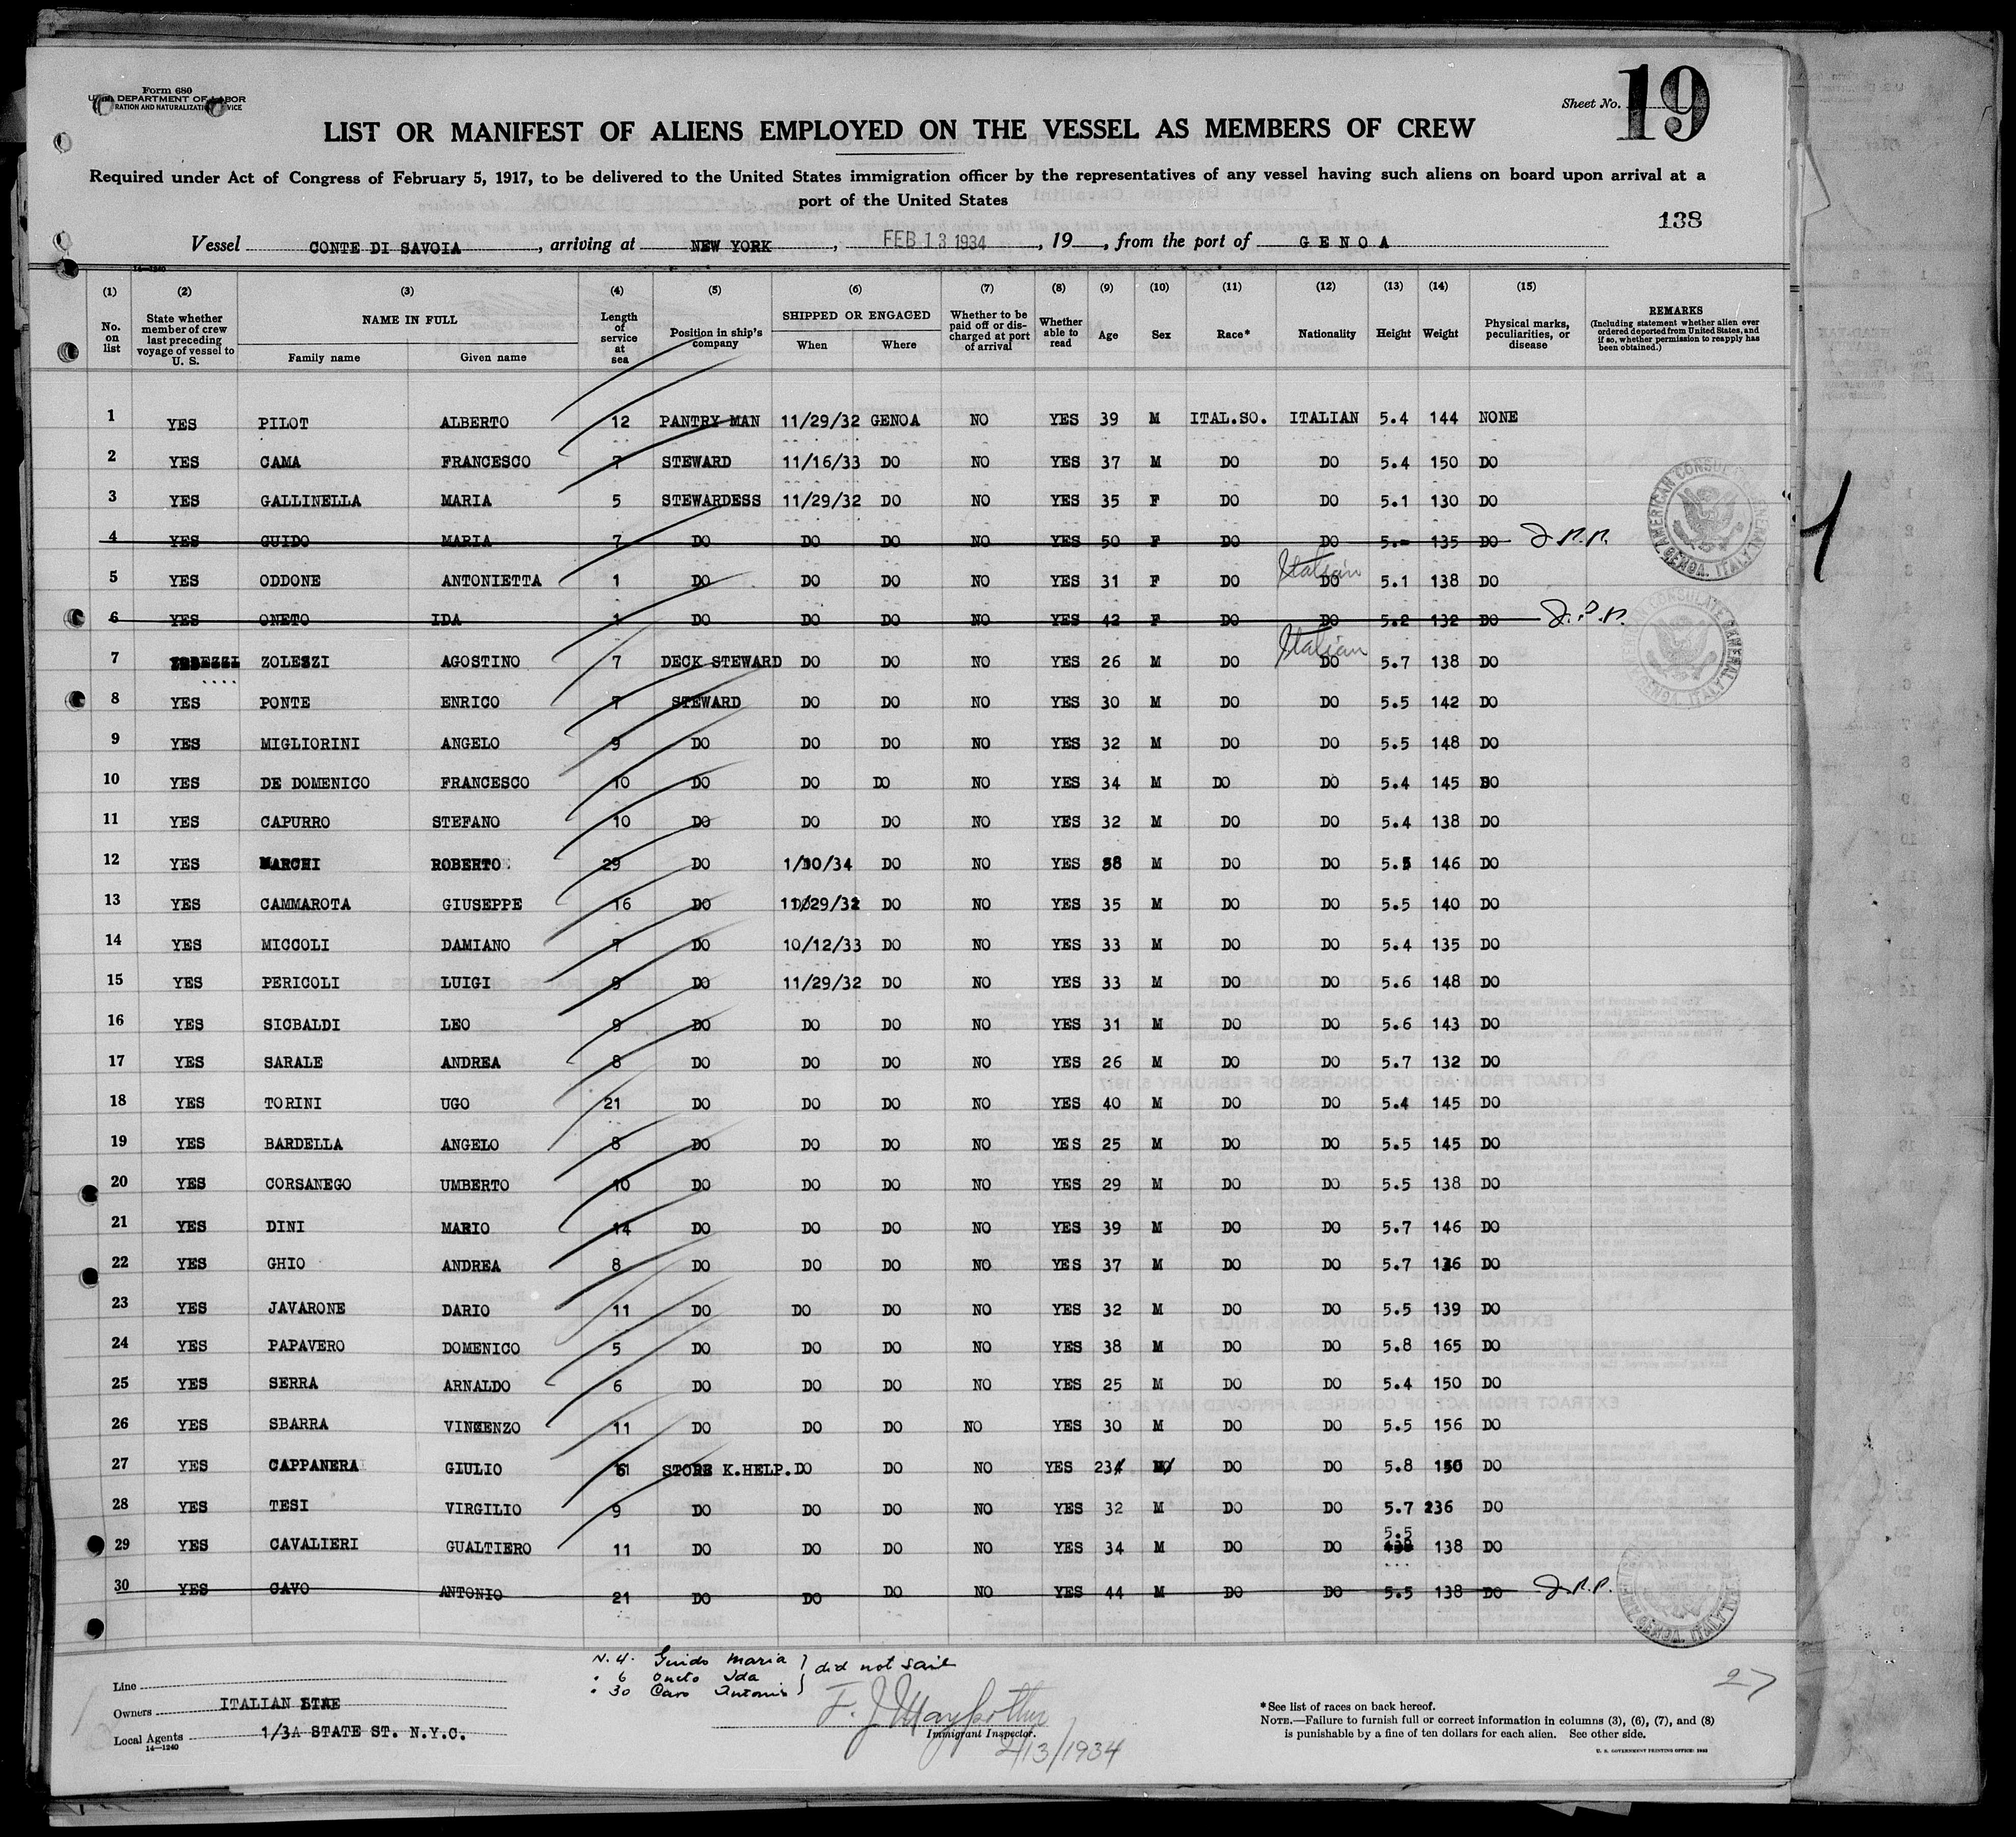 Form 680
DEPARTMENT OF LABOR
RATION AND NATURALIZATION SERVICE
Sheet No. 19
LIST OR MANIFEST OF ALIENS EMPLOYED ON THE VESSEL AS MEMBERS OF CREW
Required under Act of Congress of February 5, 1917, to be delivered to the United States immigration officer by the representatives of any vessel having such aliens on board upon arrival at a
port of the United States
138
Vessel CONTE DI SAVOIA, arriving at NEW YORK, FEB 13 1934, 19 , from the port of GENOA
14-1240
(1) No. on list (2) State whether member of crew last preceding voyage of vessel to U. S. (3) NAME IN FULL Family name Given name (4) Length of service at sea (5) Position in ship's company (6) SHIPPED OR ENGAGED When Where (7) Whether to be paid off or discharged at port of arrival (8) Whether able to read (9) Age (10) Sex (11) Race* (12) Nationality (13) Height (14) Weight (15) Physical marks, peculiarities, or disease REMARKS (Including statement whether alien ever ordered deported from United States, and if so, whether permission to reapply has been obtained.)
1 YES PILOT ALBERTO 12 PANTRY MAN 11/29/32 GENOA NO YES 39 M ITAL.SO. ITALIAN 5.4 144 NONE
2 YES CAMA FRANCESCO 7 STEWARD 11/16/33 DO NO YES 37 M DO DO 5.4 150 DO
3 YES GALLINELLA MARIA 5 STEWARDESS 11/29/32 DO NO YES 35 F DO DO 5.1 130 DO
4 YES GUIDO MARIA 7 DO DO DO NO YES 50 F DO DO 5.- 135 DO
5 YES ODDONE ANTONIETTA 1 DO DO DO NO YES 31 F DO DO Italian 5.1 138 DO
6 YES ONETO IDA 1 DO DO DO NO YES 42 F DO DO 5.2 132 DO
7 ZOLEZZI AGOSTINO 7 DECK STEWARD DO DO NO YES 26 M DO DO Italian 5.7 138 DO
8 YES PONTE ENRICO 7 STEWARD DO DO NO YES 30 M DO DO 5.5 142 DO
9 YES MIGLIORINI ANGELO 9 DO DO DO NO YES 32 M DO DO 5.5 148 DO
10 YES DE DOMENICO FRANCESCO 10 DO DO DO NO YES 34 M DO DO 5.4 145 DO
11 YES CAPURRO STEFANO 10 DO DO DO NO YES 32 M DO DO 5.4 138 DO
12 YES MARCHI ROBERTO 29 DO 1/30/34 DO NO YES 58 M DO DO 5.5 146 DO
13 YES CAMMAROTA GIUSEPPE 16 DO 11/29/32 DO NO YES 35 M DO DO 5.5 140 DO
14 YES MICCOLI DAMIANO 7 DO 10/12/33 DO NO YES 33 M DO DO 5.4 135 DO
15 YES PERICOLI LUIGI 9 DO 11/29/32 DO NO YES 33 M DO DO 5.6 148 DO
16 YES SICBALDI LEO 9 DO DO DO NO YES 31 M DO DO 5.6 143 DO
17 YES SARALE ANDREA 8 DO DO DO NO YES 26 M DO DO 5.7 132 DO
18 YES TORINI UGO 21 DO DO DO NO YES 40 M DO DO 5.4 145 DO
19 YES BARDELLA ANGELO 8 DO DO DO NO YES 25 M DO DO 5.5 145 DO
20 YES CORSANEGO UMBERTO 10 DO DO DO NO YES 29 M DO DO 5.5 138 DO
21 YES DINI MARIO 14 DO DO DO NO YES 39 M DO DO 5.7 146 DO
22 YES GHIO ANDREA 8 DO DO DO NO YES 37 M DO DO 5.7 136 DO
23 YES JAVARONE DARIO 11 DO DO DO NO YES 32 M DO DO 5.5 139 DO
24 YES PAPAVERO DOMENICO 5 DO DO DO NO YES 38 M DO DO 5.8 165 DO
25 YES SERRA ARNALDO 6 DO DO DO NO YES 25 M DO DO 5.4 150 DO
26 YES SBARRA VINCENZO 11 DO DO DO NO YES 30 M DO DO 5.5 156 DO
27 YES CAPPANERA GIULIO STORE K.HELP. DO DO NO YES 23 M DO DO 5.8 150 DO
28 YES TESI VIRGILIO 9 DO DO DO NO YES 32 M DO DO 5.7 236 DO
29 YES CAVALIERI GUALTIERO 11 DO DO DO NO YES 34 M DO DO 5.5 138 DO
30 YES CAVO ANTONIO 21 DO DO DO NO YES 44 M DO DO 5.5 138 DO
N. 4. Guido Maria
" 6 Oneto Ida } did not sail
" 30 Cavo Antonio
Line
Owners ITALIAN LINE
Local Agents 1/3A STATE ST. N.Y.C.
14-1240
Immigrant Inspector.
2/13/1934
27
*See list of races on back hereof.
NOTE.—Failure to furnish full or correct information in columns (3), (6), (7), and (8)
is punishable by a fine of ten dollars for each alien. See other side.
U. S. GOVERNMENT PRINTING OFFICE: 1932